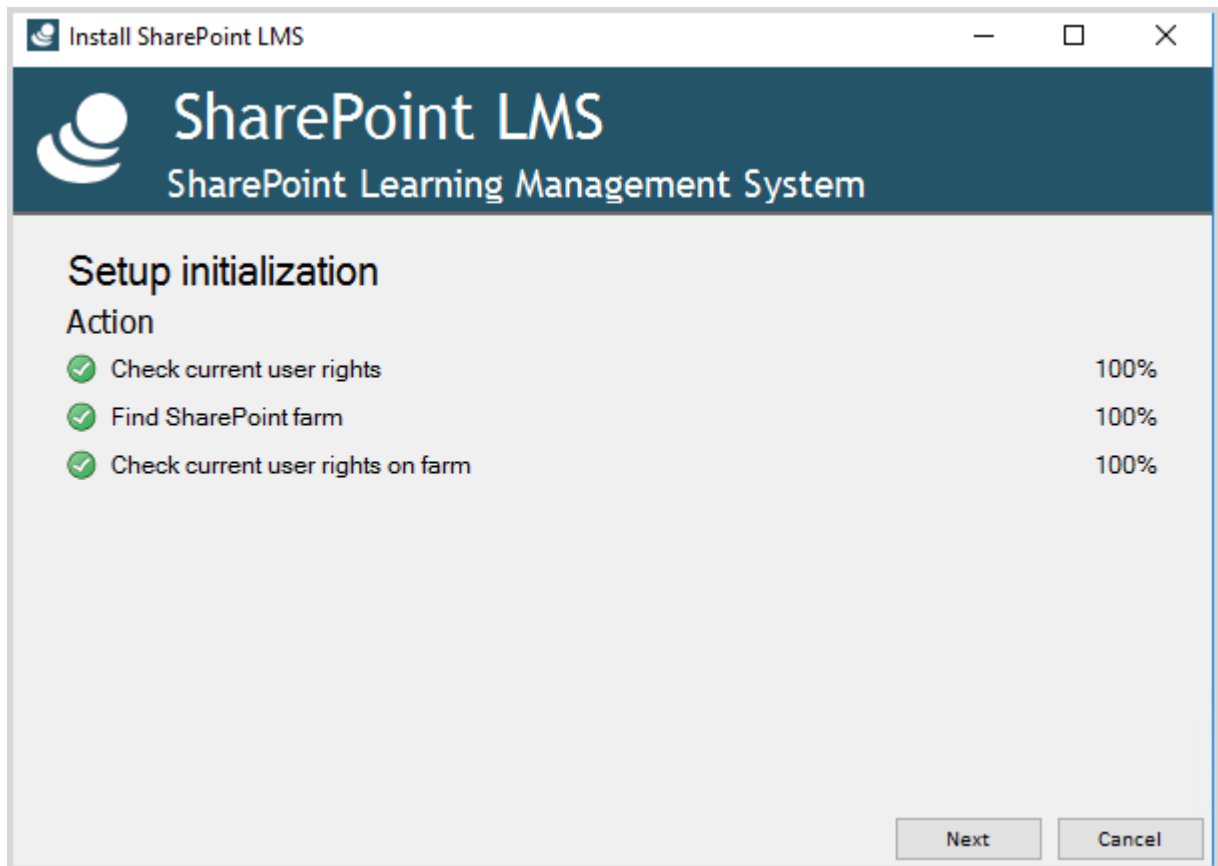 Install SharePoint LMS
SharePoint LMS
SharePoint Learning Management System
Setup initialization
Action
Check current user rights 100%
Find SharePoint farm 100%
Check current user rights on farm 100%
Next Cancel